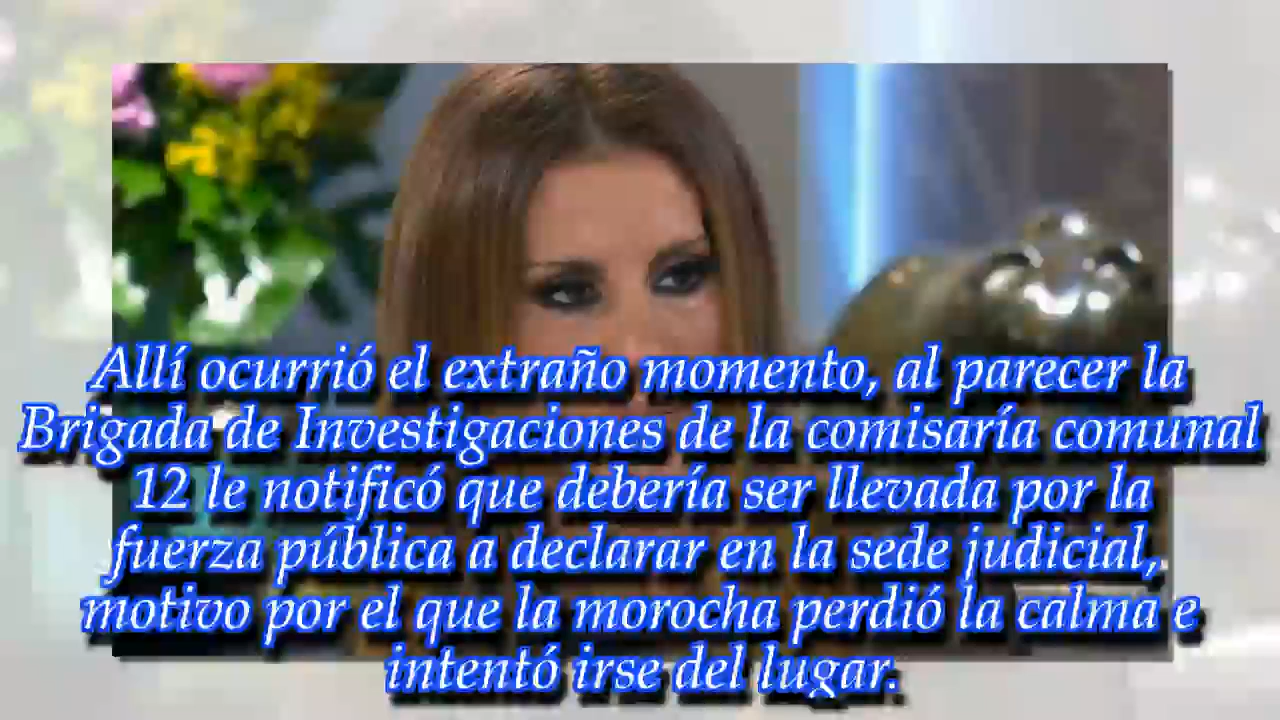 Allí ocurrió el extraño momento, al parecer la
Brigada de Investigaciones de la comisaría comunal
12 le notificó que debería ser llevada por la
fuerza pública a declarar en la sede judicial,
motivo por el que la morocha perdió la calma e
intentó irse del lugar.